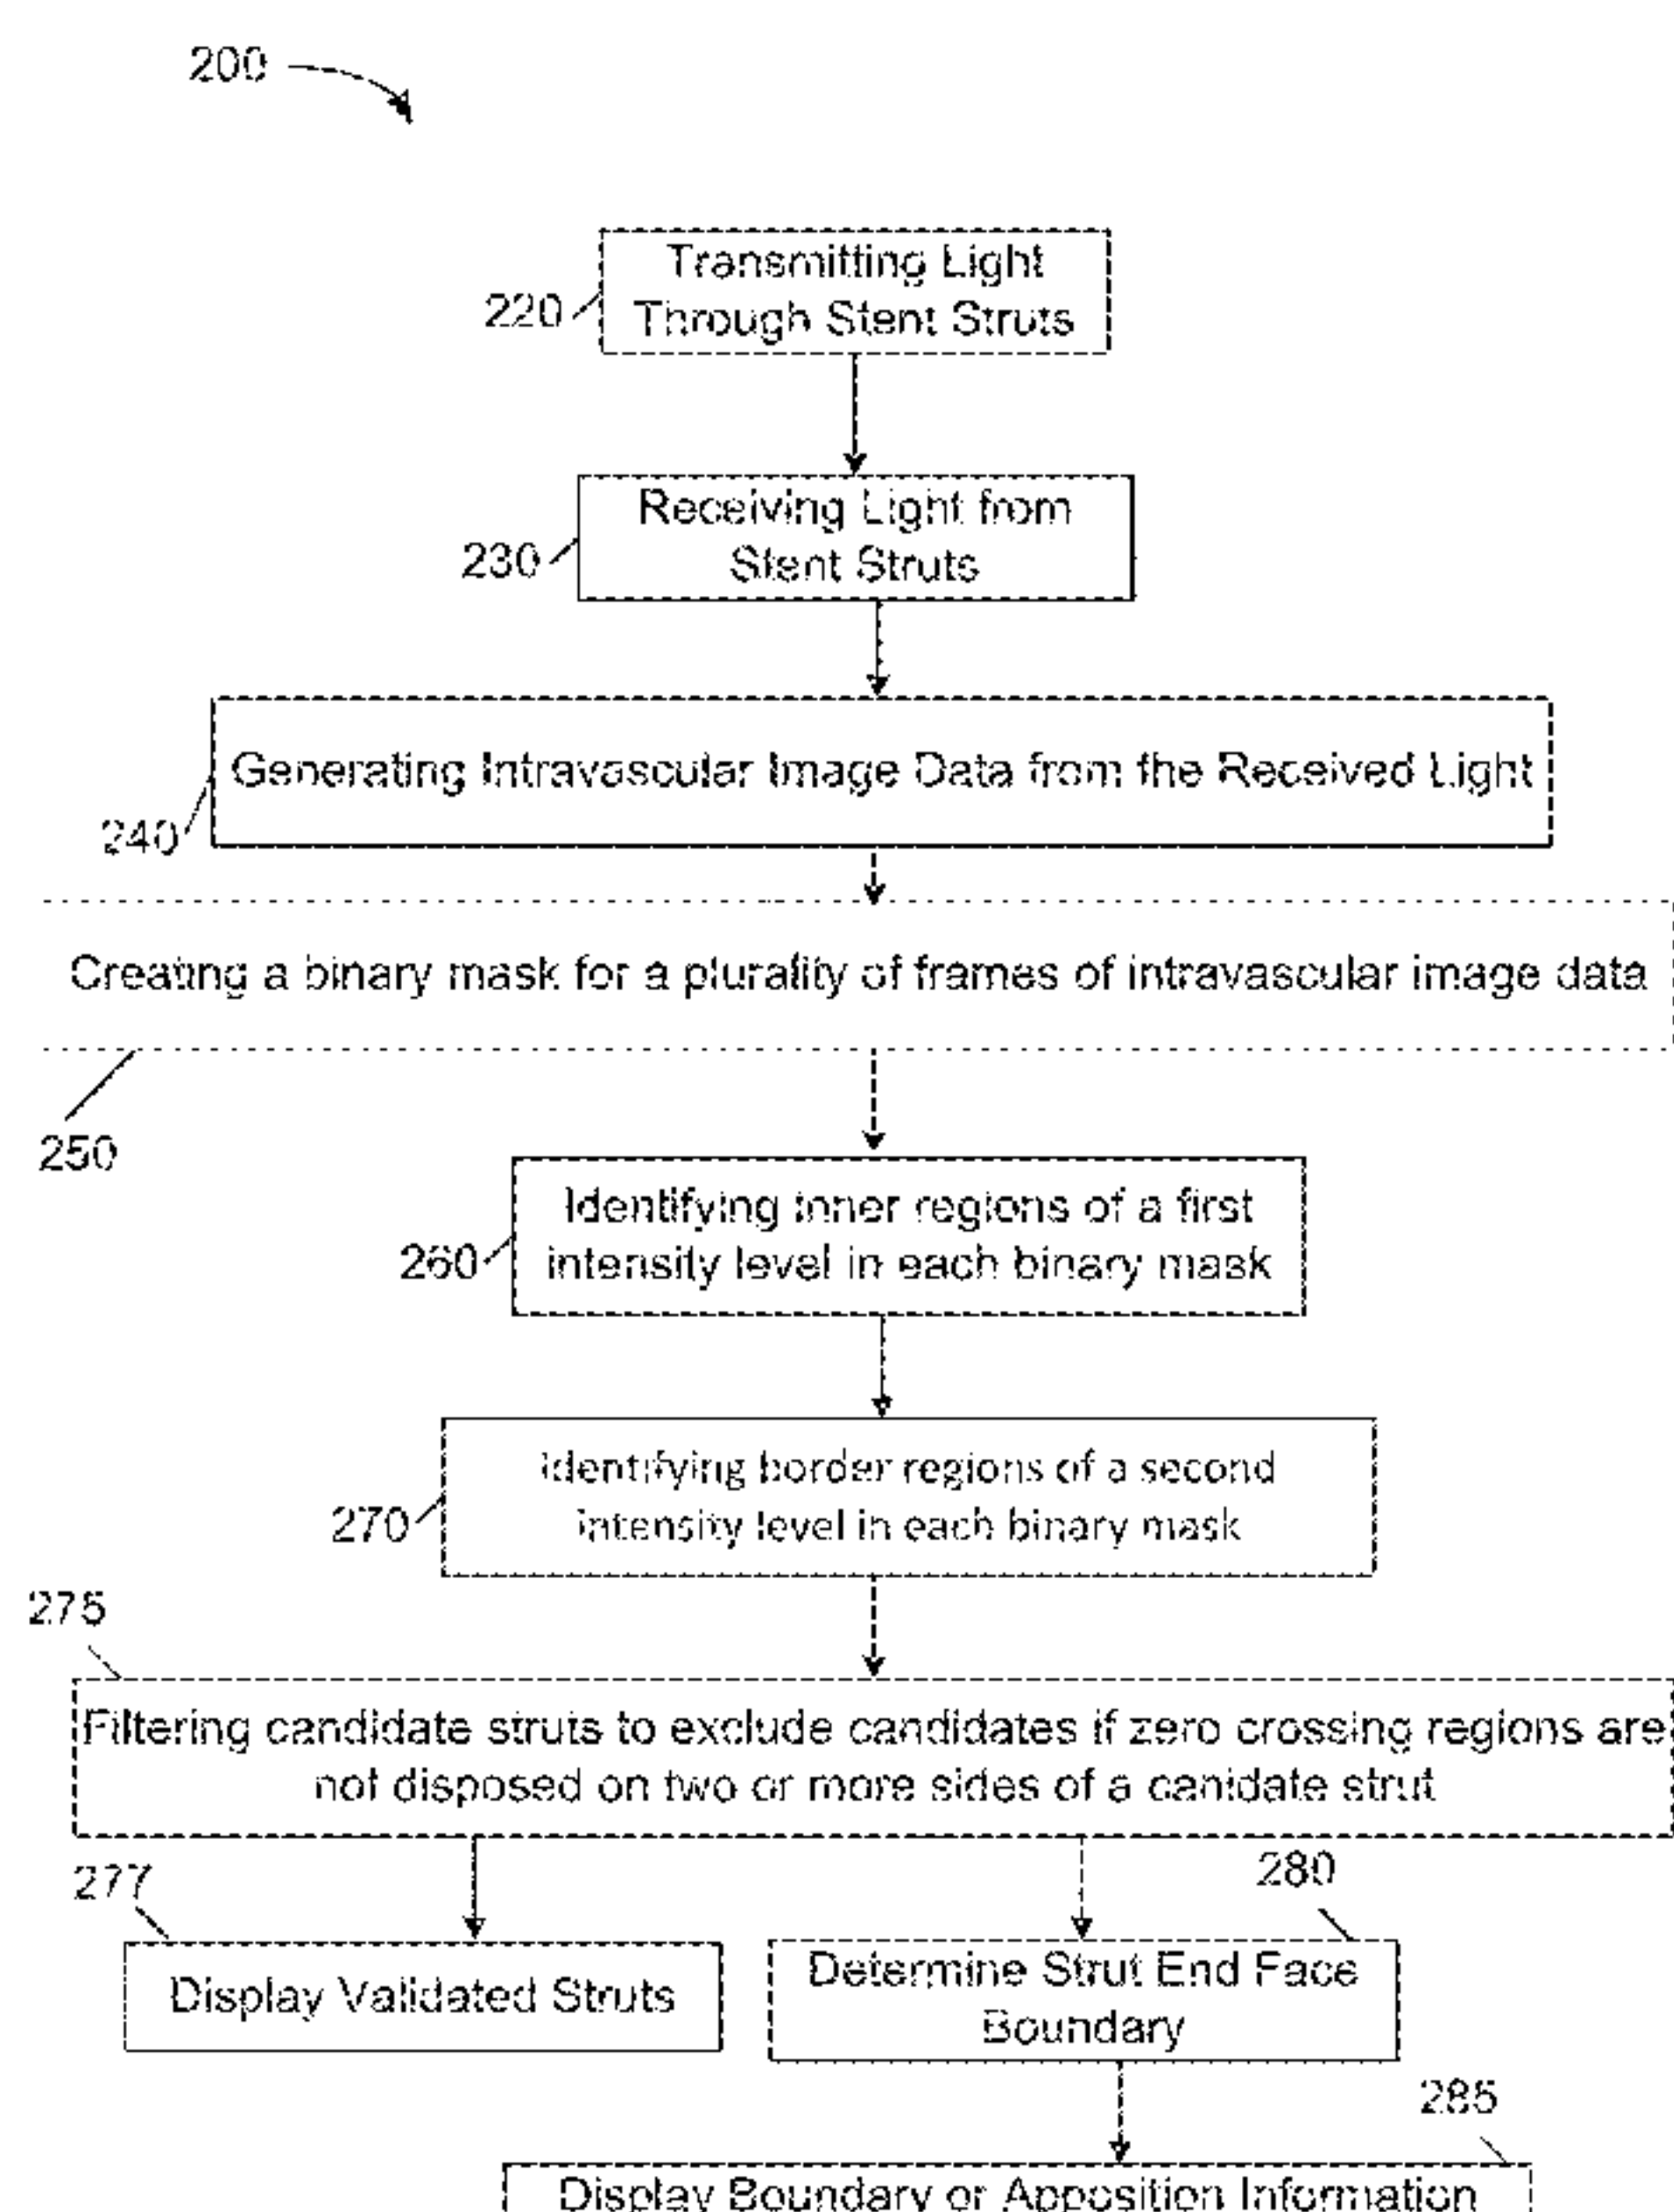 200
Transmitting Light
Through Stent Struts
220
Receiving Light from
Stent Struts
230
Generating Intravascular Image Data from the Received Light
240
Creating a binary mask for a plurality of frames of intravascular image data
250
Identifying inner regions of a first
intensity level in each binary mask
260
Identifying border regions of a second
intensity level in each binary mask
270
275
Filtering candidate struts to exclude candidates if zero crossing regions are
not disposed on two or more sides of a canidate strut
277
280
Display Validated Struts
Determine Strut End Face
Boundary
285
Display Boundary or Apposition Information